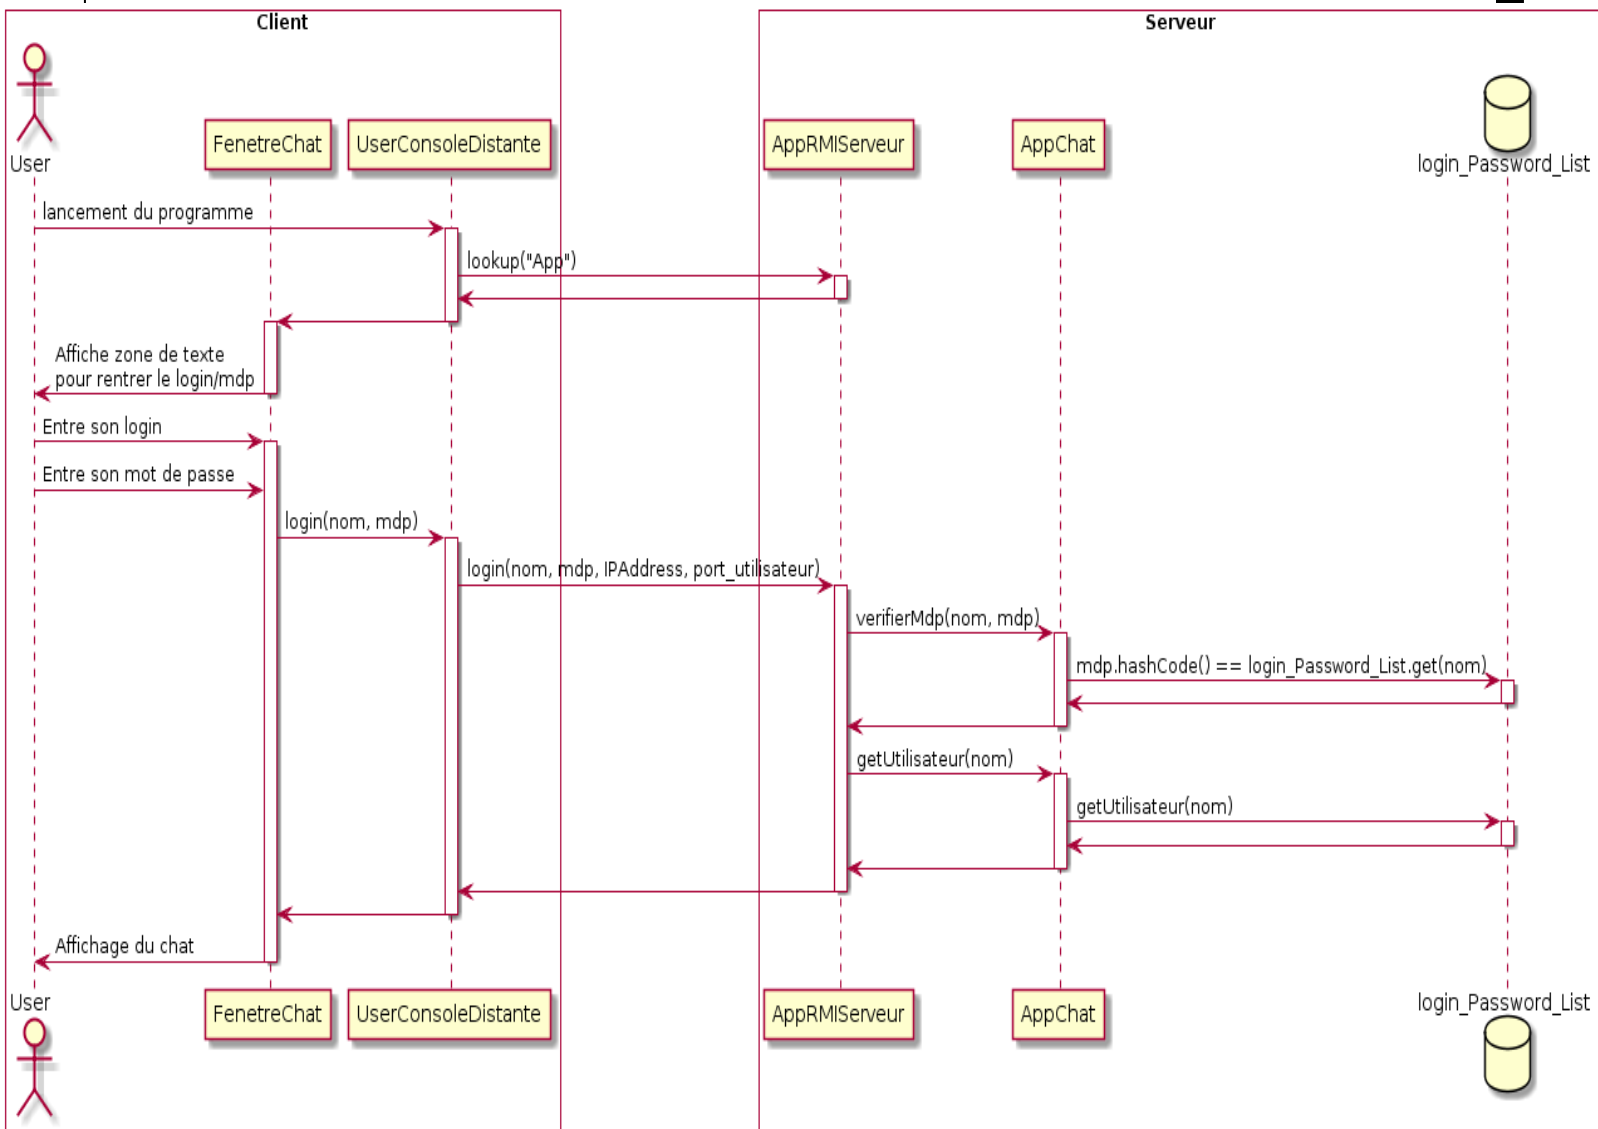 Client
Serveur
User
FenetreChat
UserConsoleDistante
AppRMIServeur
AppChat
login_Password_List
lancement du programme
lookup("App")
Affiche zone de texte
pour rentrer le login/mdp
Entre son login
Entre son mot de passe
login(nom, mdp)
login(nom, mdp, IPAddress, port_utilisateur)
verifierMdp(nom, mdp)
mdp.hashCode() == login_Password_List.get(nom)
getUtilisateur(nom)
getUtilisateur(nom)
Affichage du chat
User
FenetreChat
UserConsoleDistante
AppRMIServeur
AppChat
login_Password_List